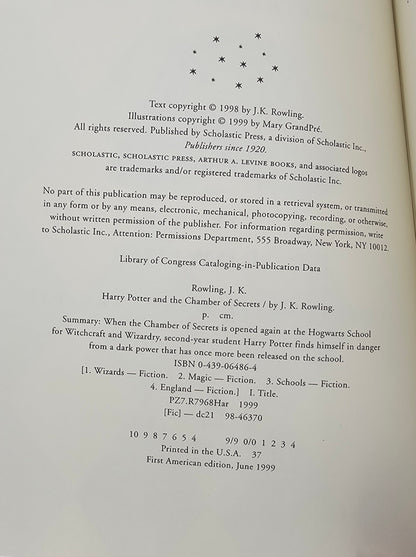 Text copyright © 1998 by J.K. Rowling.
Illustrations copyright © 1999 by Mary GrandPré.
All rights reserved. Published by Scholastic Press, a division of Scholastic Inc.,
Publishers since 1920.
SCHOLASTIC, SCHOLASTIC PRESS, ARTHUR A. LEVINE BOOKS, and associated logos
are trademarks and/or registered trademarks of Scholastic Inc.
No part of this publication may be reproduced, or stored in a retrieval system, or transmitted
in any form or by any means, electronic, mechanical, photocopying, recording, or otherwise,
without written permission of the publisher. For information regarding permission, write
to Scholastic Inc., Attention: Permissions Department, 555 Broadway, New York, NY 10012.
Library of Congress Cataloging-in-Publication Data
Rowling, J. K.
Harry Potter and the Chamber of Secrets / by J. K. Rowling.
p. cm.
Summary: When the Chamber of Secrets is opened again at the Hogwarts School
for Witchcraft and Wizardry, second-year student Harry Potter finds himself in danger
from a dark power that has once more been released on the school.
ISBN 0-439-06486-4
[1. Wizards — Fiction. 2. Magic — Fiction. 3. Schools — Fiction.
4. England — Fiction.] I. Title.
PZ7.R7968Har 1999
[Fic] — dc21 98-46370
10 9 8 7 6 5 4 9/9 0/0 1 2 3 4
Printed in the U.S.A. 37
First American edition, June 1999